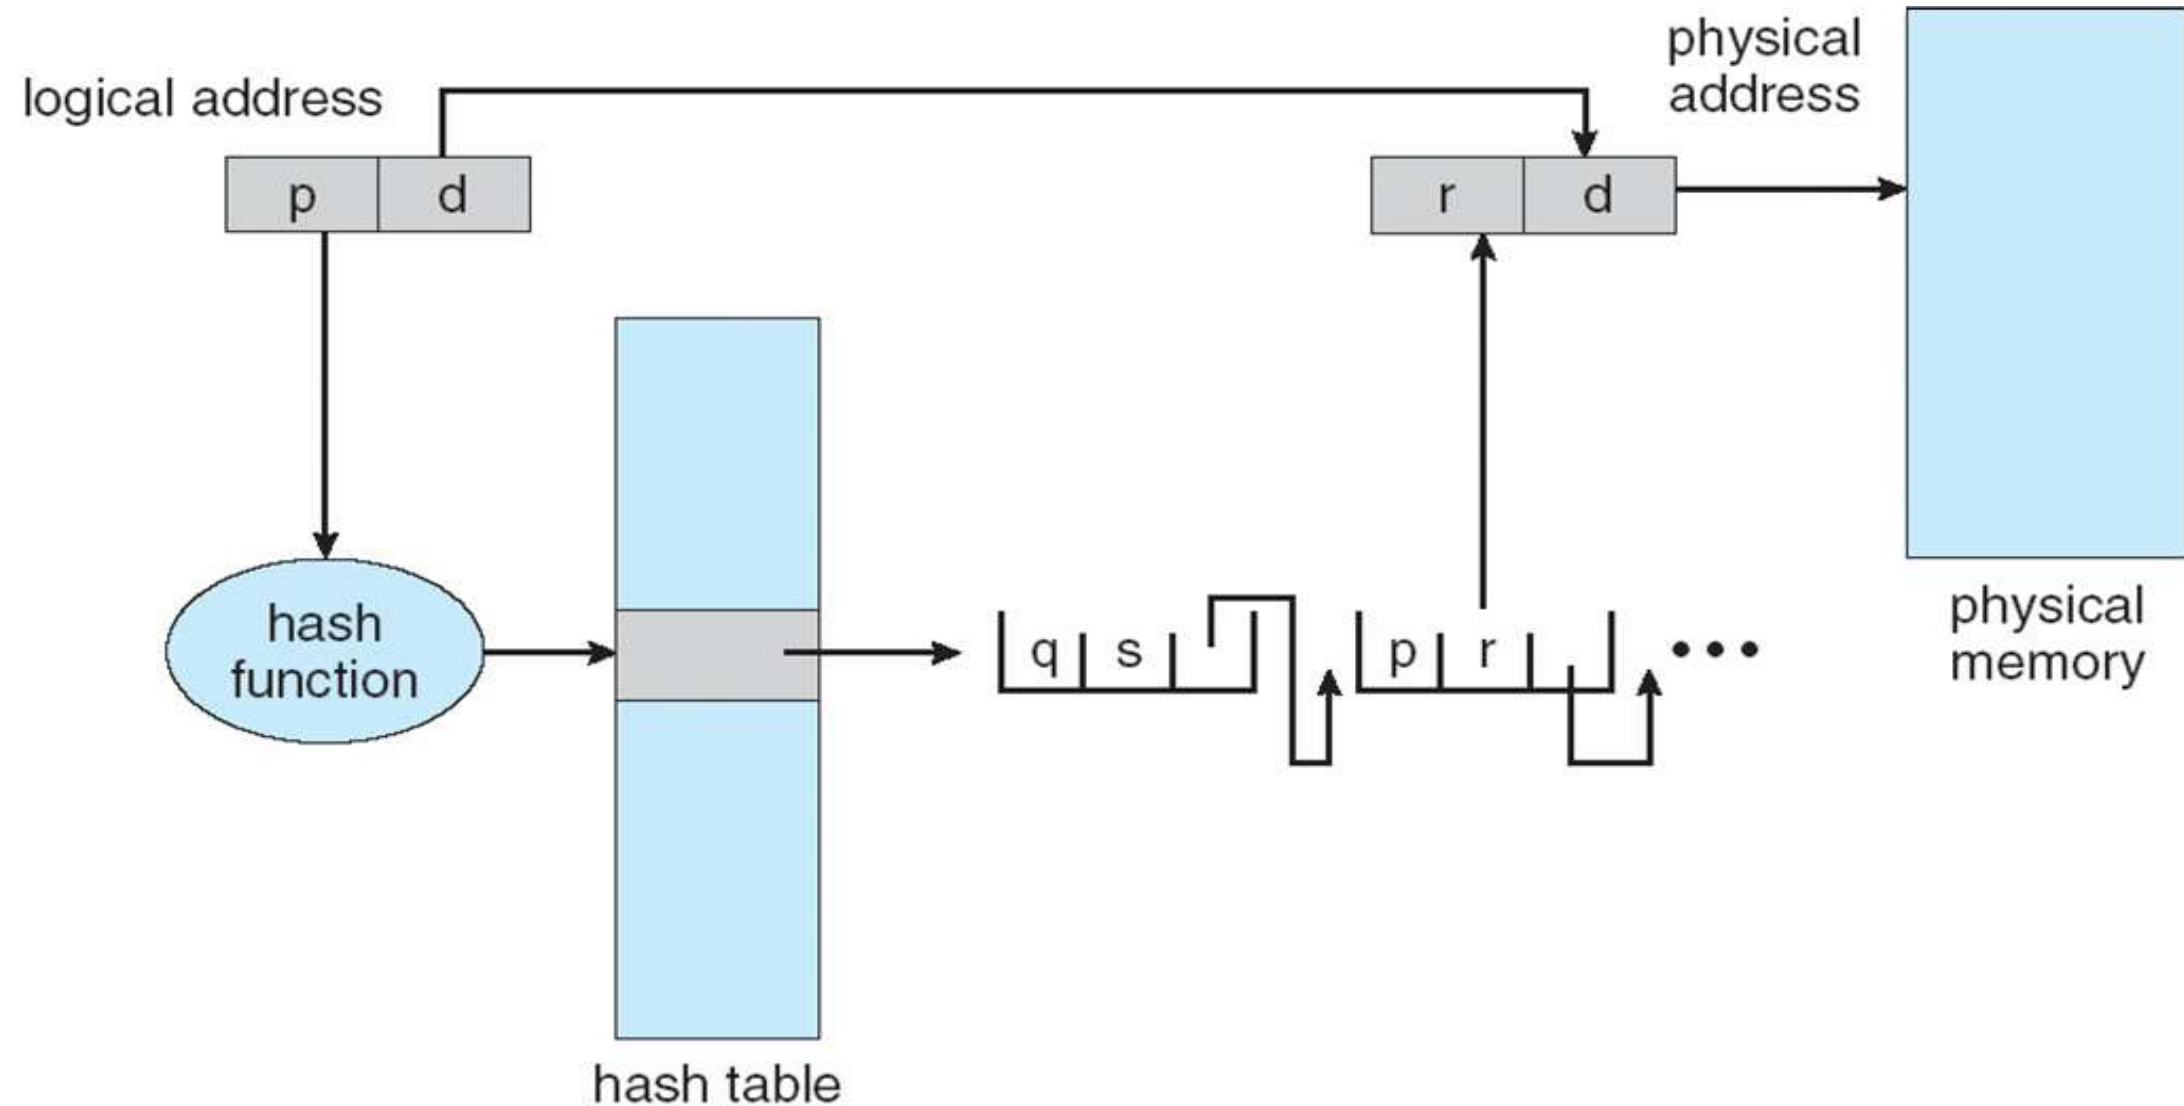 logical address
p d
physical
address
r d
hash
function
q s
p r
physical
memory
hash table